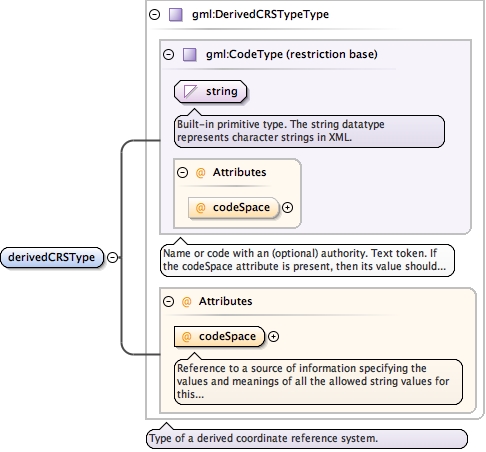 gml:DerivedCRSTypeType
gml:CodeType (restriction base)
string
Built-in primitive type. The string datatype
represents character strings in XML.
@ Attributes
@ codeSpace
Name or code with an (optional) authority. Text token. If
the codeSpace attribute is present, then its value should...
derivedCRSType
@ Attributes
@ codeSpace
Reference to a source of information specifying the
values and meanings of all the allowed string values for
this...
Type of a derived coordinate reference system.